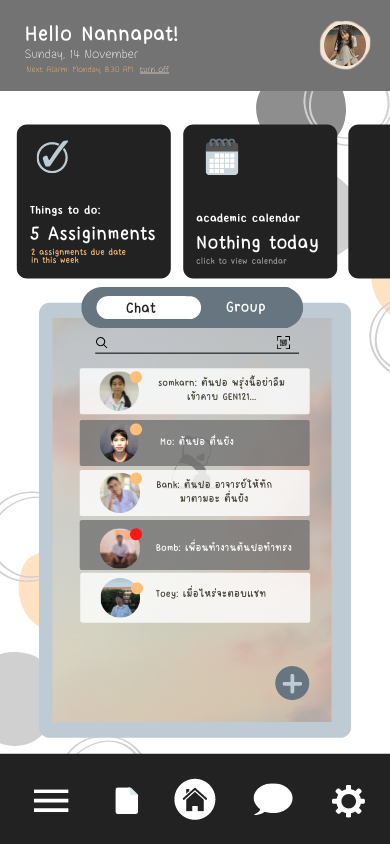 Hello Nannapat!
Sunday, 14 November
Next Alarm: Monday, 8:30 AM turn off
Things to do:
5 Assiginments
2 assignments due date
in this week
academic calendar
Nothing today
click to view calendar
Chat
Group
somkarn: ต้นปอ พรุ่งนี้อย่าลืม
เข้าคาบ GEN121...
Mo: ต้นปอ ตื่นยัง
Bank: ต้นปอ อาจารย์ให้ทัก
มาตามอะ ตื่นยัง
Bomb: เพื่อนทำงานต้นปอทำทรง
Toey: เมื่อไหร่จะตอบแชท